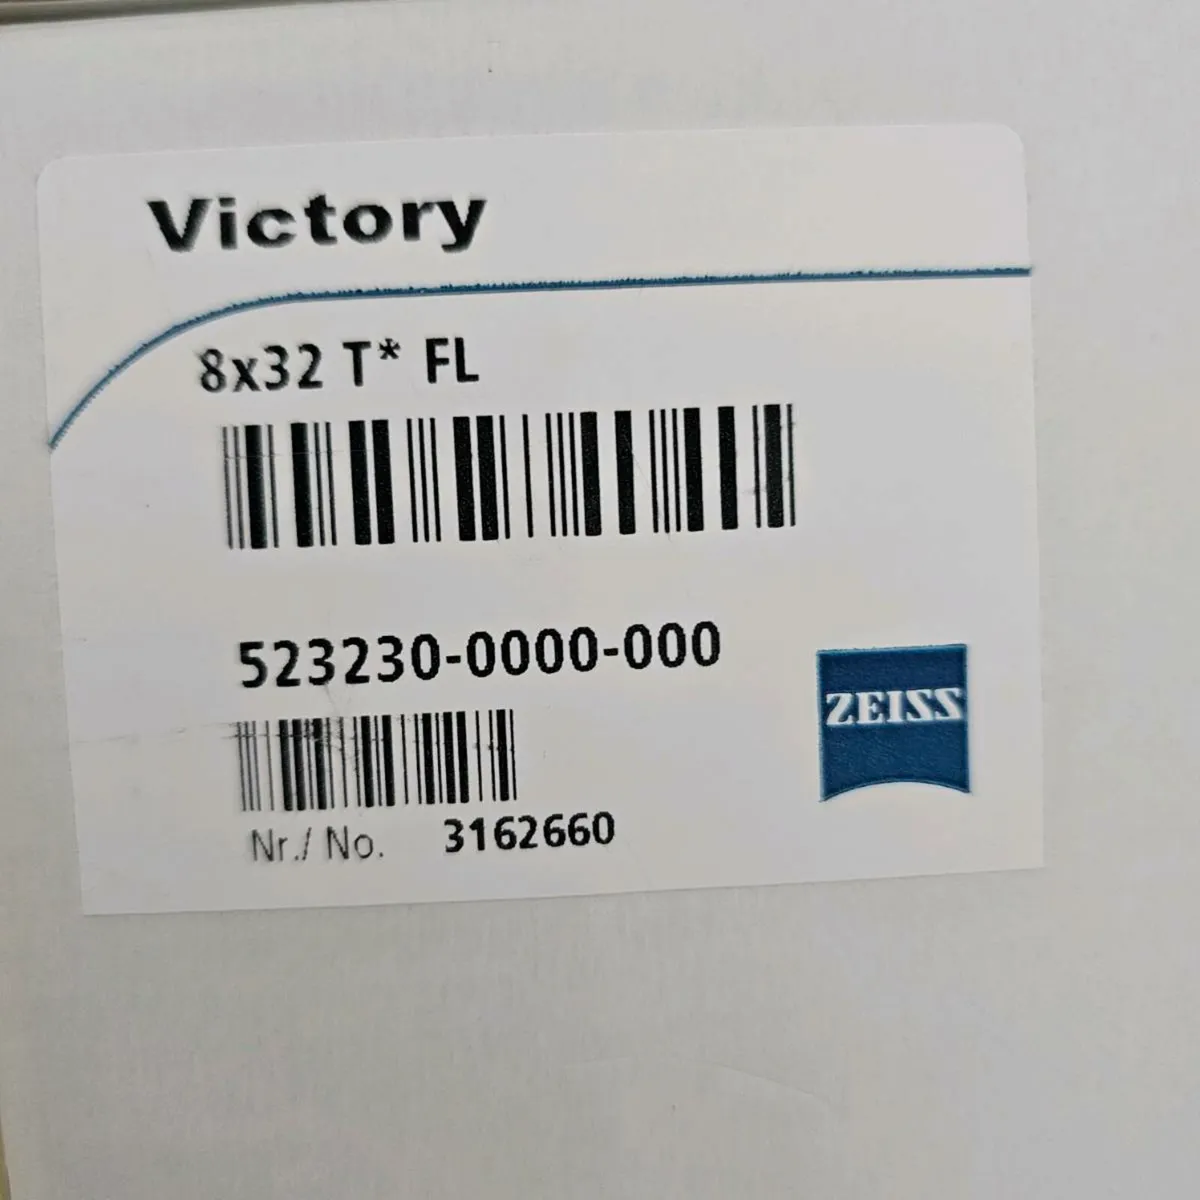 Victory
8x32 T* FL
523230-0000-000
ZEISS
Nr./ No. 3162660